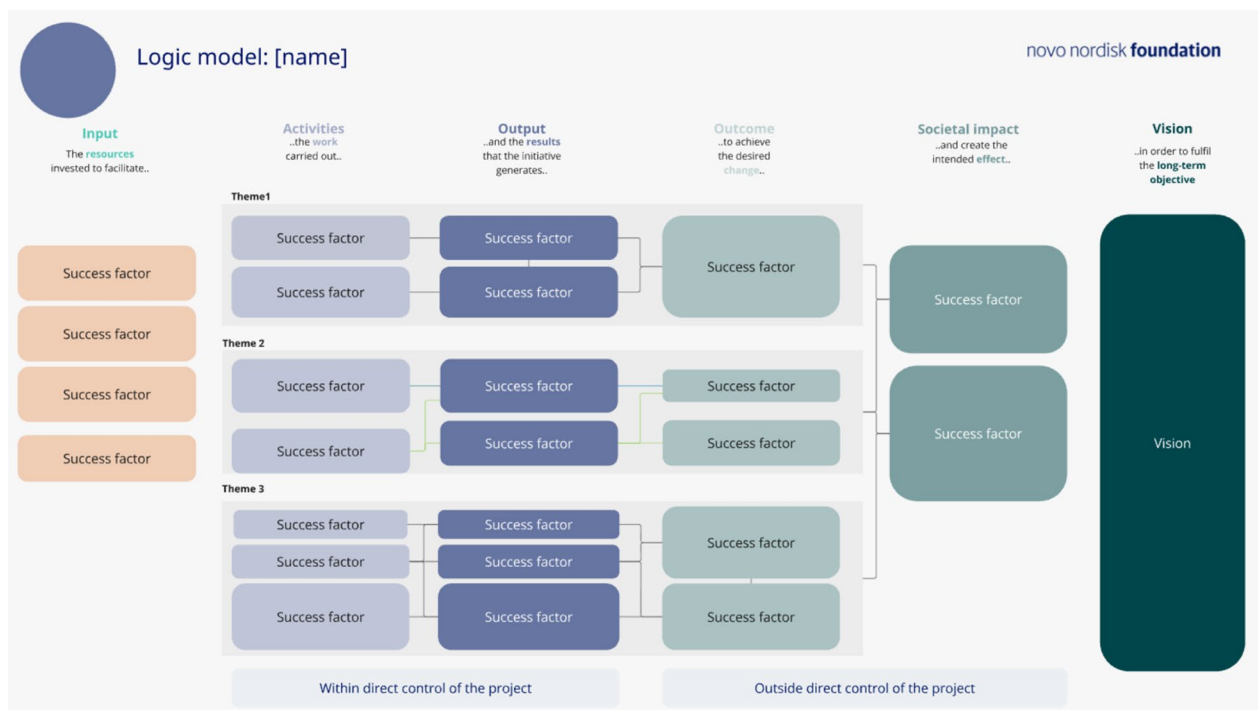 Logic model: [name]
novo nordisk foundation
Input
The resources
invested to facilitate..
Activities
..the work
carried out..
Output
..and the results
that the initiative
generates..
Outcome
..to achieve
the desired
change..
Societal impact
..and create the
intended effect..
Vision
..in order to fulfil
the long-term
objective
Success factor
Success factor
Success factor
Success factor
Theme1
Success factor
Success factor
Success factor
Success factor
Success factor
Theme 2
Success factor
Success factor
Success factor
Success factor
Success factor
Success factor
Theme 3
Success factor
Success factor
Success factor
Success factor
Success factor
Success factor
Success factor
Success factor
Success factor
Success factor
Vision
Within direct control of the project
Outside direct control of the project